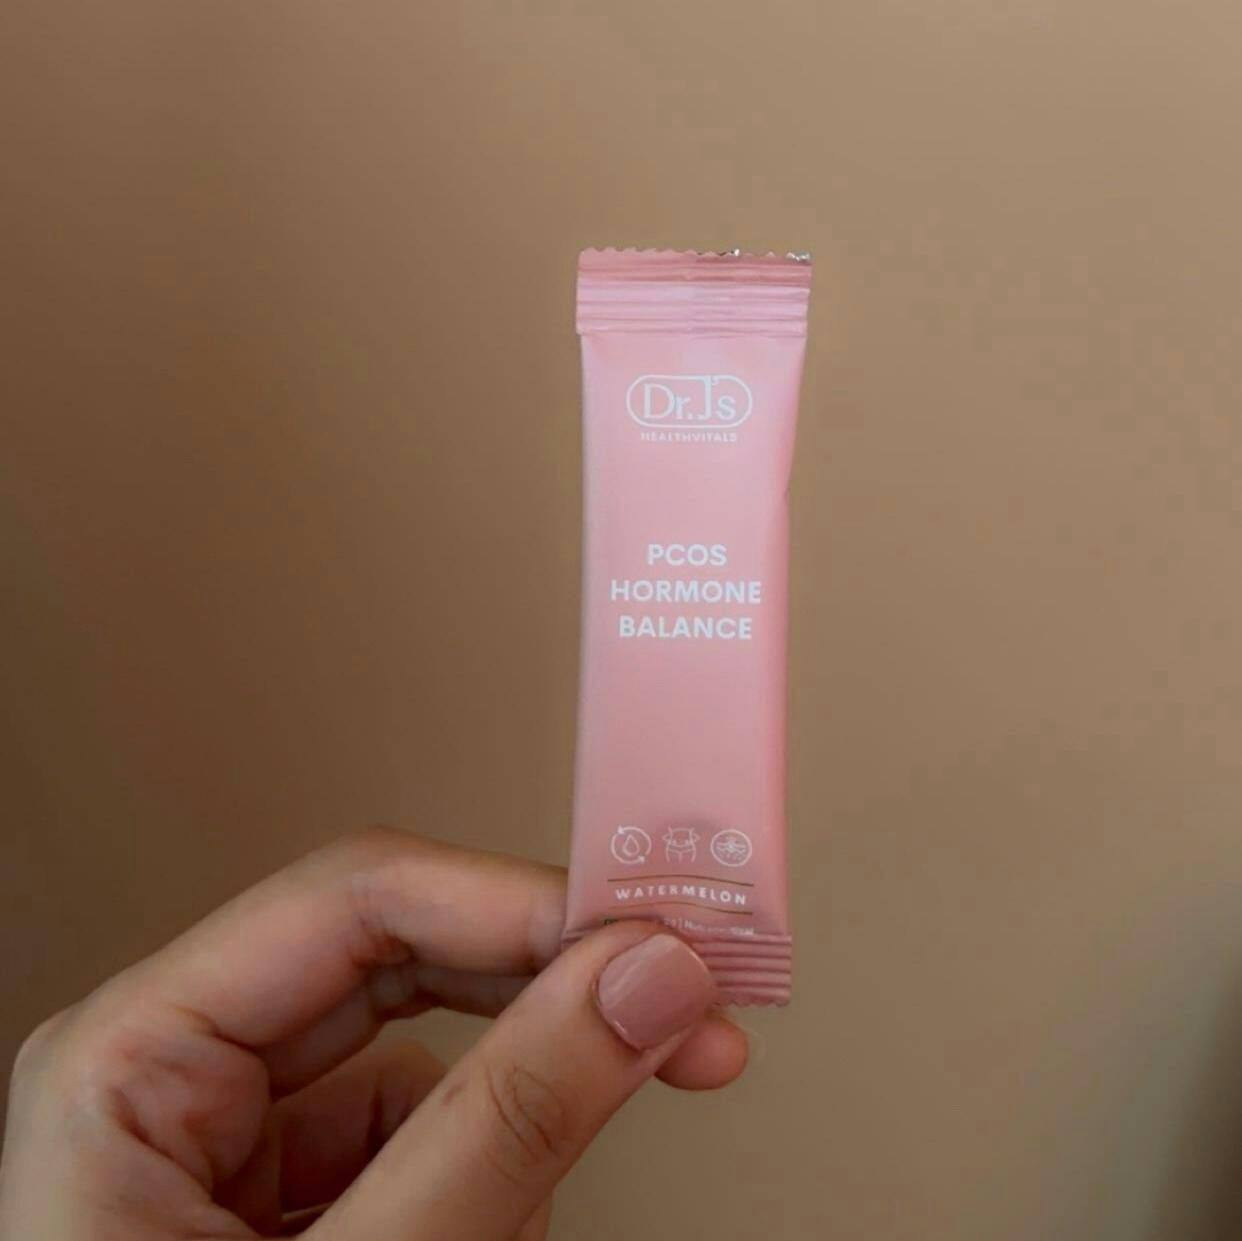 Dr.J's
HEALTHVITALS
PCOS
HORMONE
BALANCE
WATERMELON